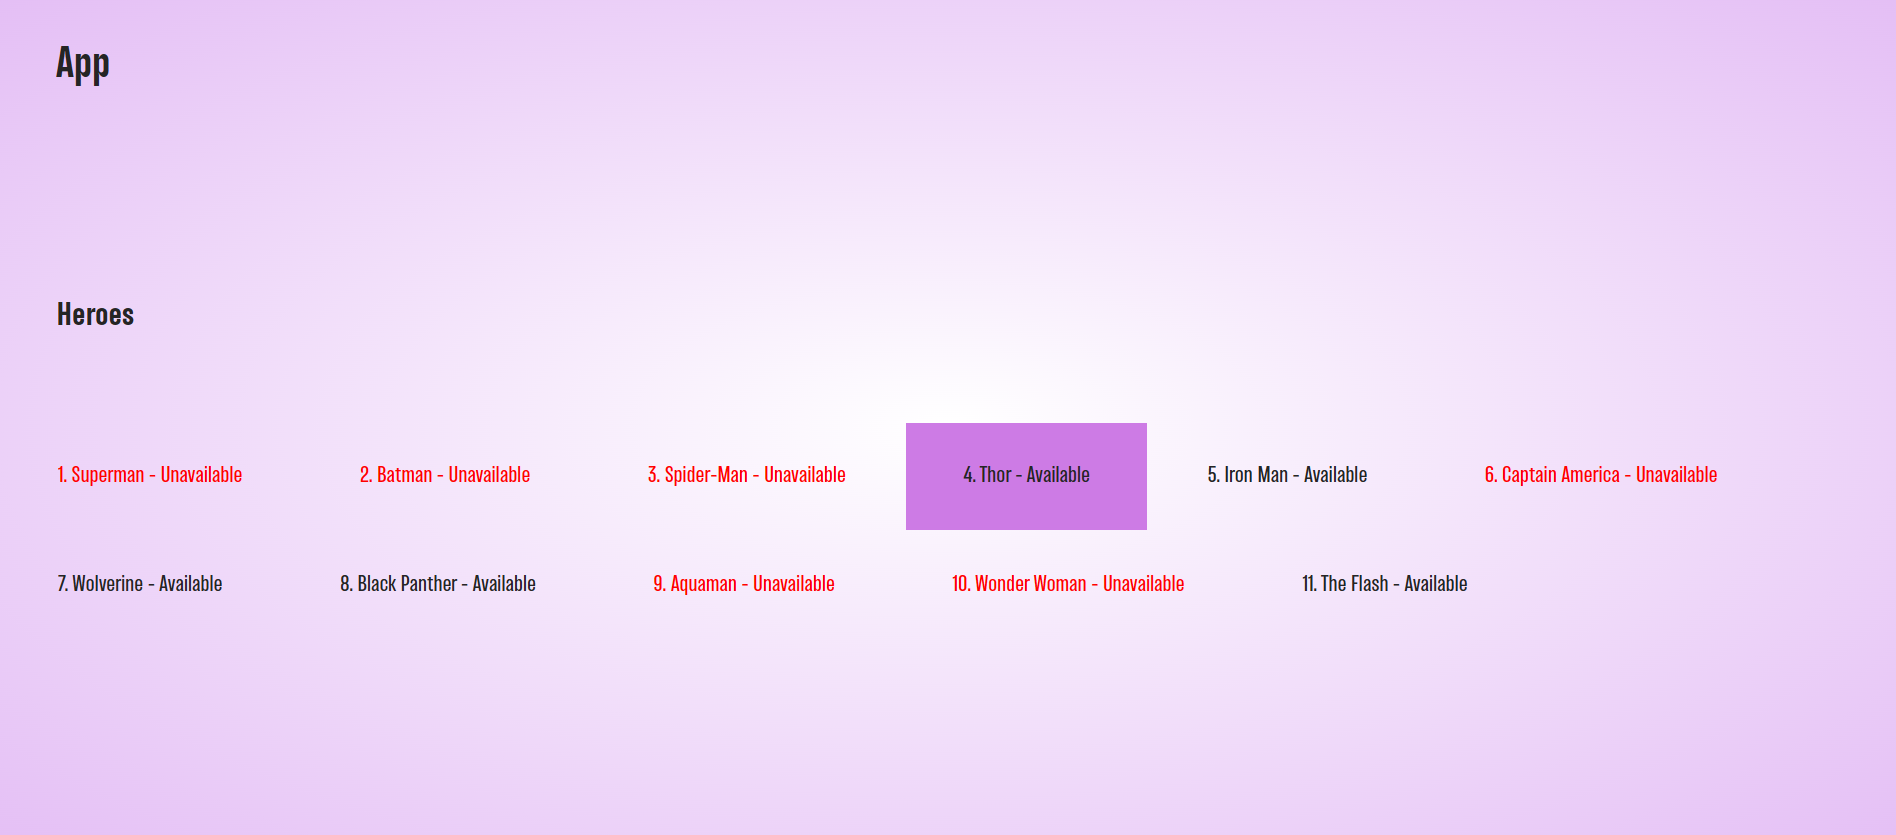 App
Heroes
1. Superman - Unavailable
2. Batman - Unavailable
3. Spider-Man - Unavailable
4. Thor - Available
5. Iron Man - Available
6. Captain America - Unavailable
7. Wolverine - Available
8. Black Panther - Available
9. Aquaman - Unavailable
10. Wonder Woman - Unavailable
11. The Flash - Available